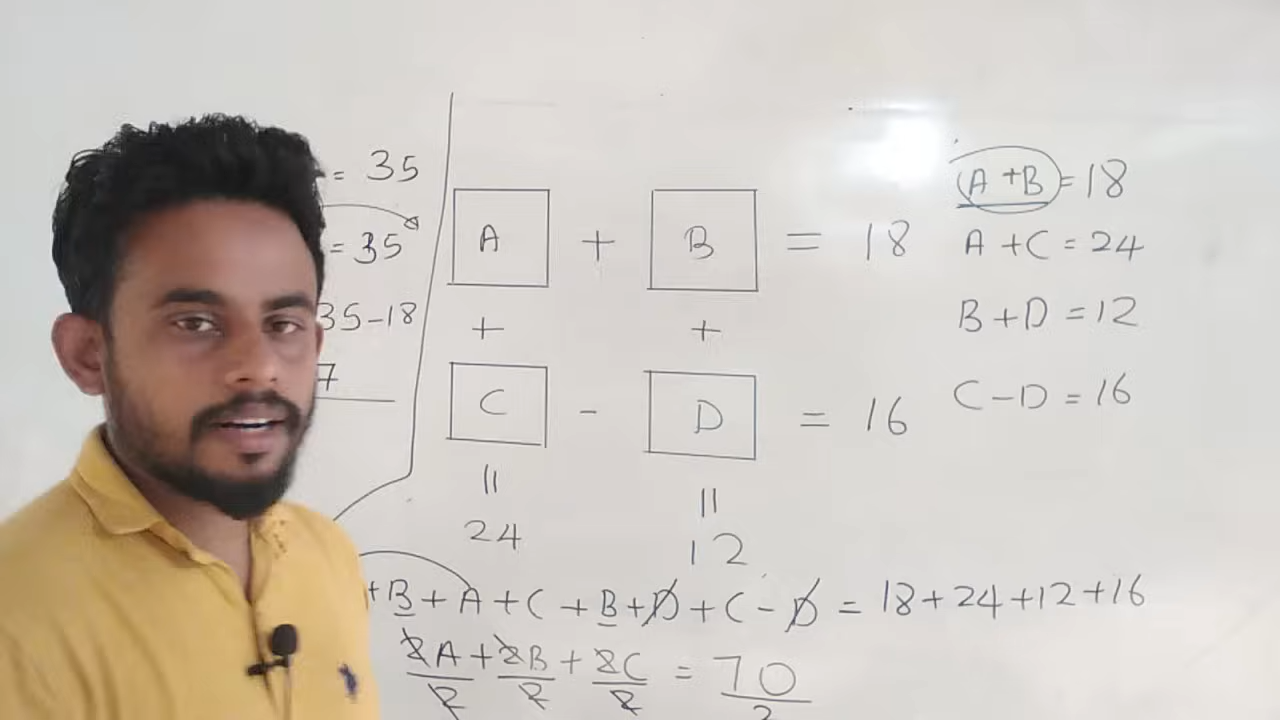 = 35
= 35
35-18
7
A + B = 18
+ +
C - D = 16
= =
24 12
A + B = 18
A + C = 24
B + D = 12
C - D = 16
+ B + A + C + B + D + C - D = 18 + 24 + 12 + 16
2A/2 + 2B/2 + 2C/2 = 70/2